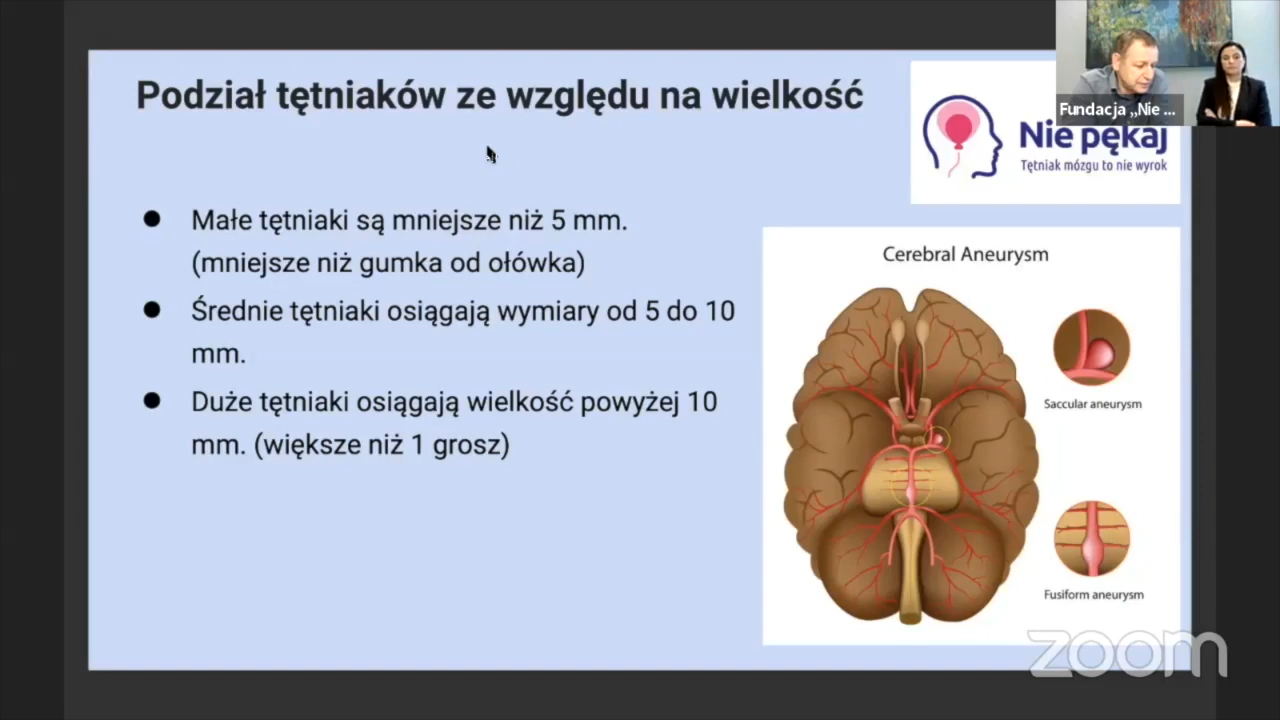 Podział tętniaków ze względu na wielkość
Fundacja „Nie ...
Nie pękaj
Tętniak mózgu to nie wyrok
● Małe tętniaki są mniejsze niż 5 mm.
(mniejsze niż gumka od ołówka)
● Średnie tętniaki osiągają wymiary od 5 do 10
mm.
● Duże tętniaki osiągają wielkość powyżej 10
mm. (większe niż 1 grosz)
Cerebral Aneurysm
Saccular aneurysm
Fusiform aneurysm
zoom